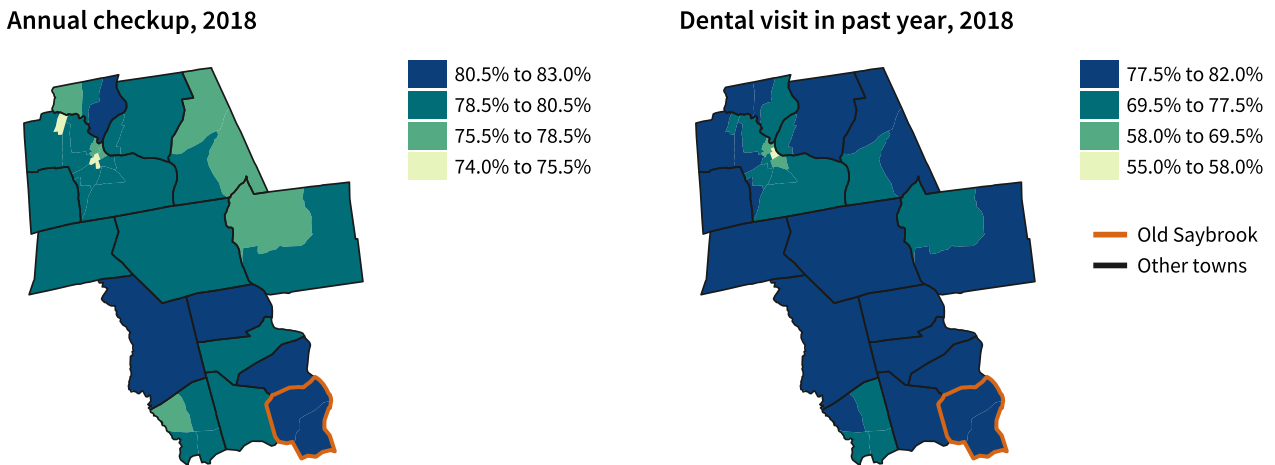 Annual checkup, 2018
80.5% to 83.0%
78.5% to 80.5%
75.5% to 78.5%
74.0% to 75.5%
Dental visit in past year, 2018
77.5% to 82.0%
69.5% to 77.5%
58.0% to 69.5%
55.0% to 58.0%
Old Saybrook
Other towns